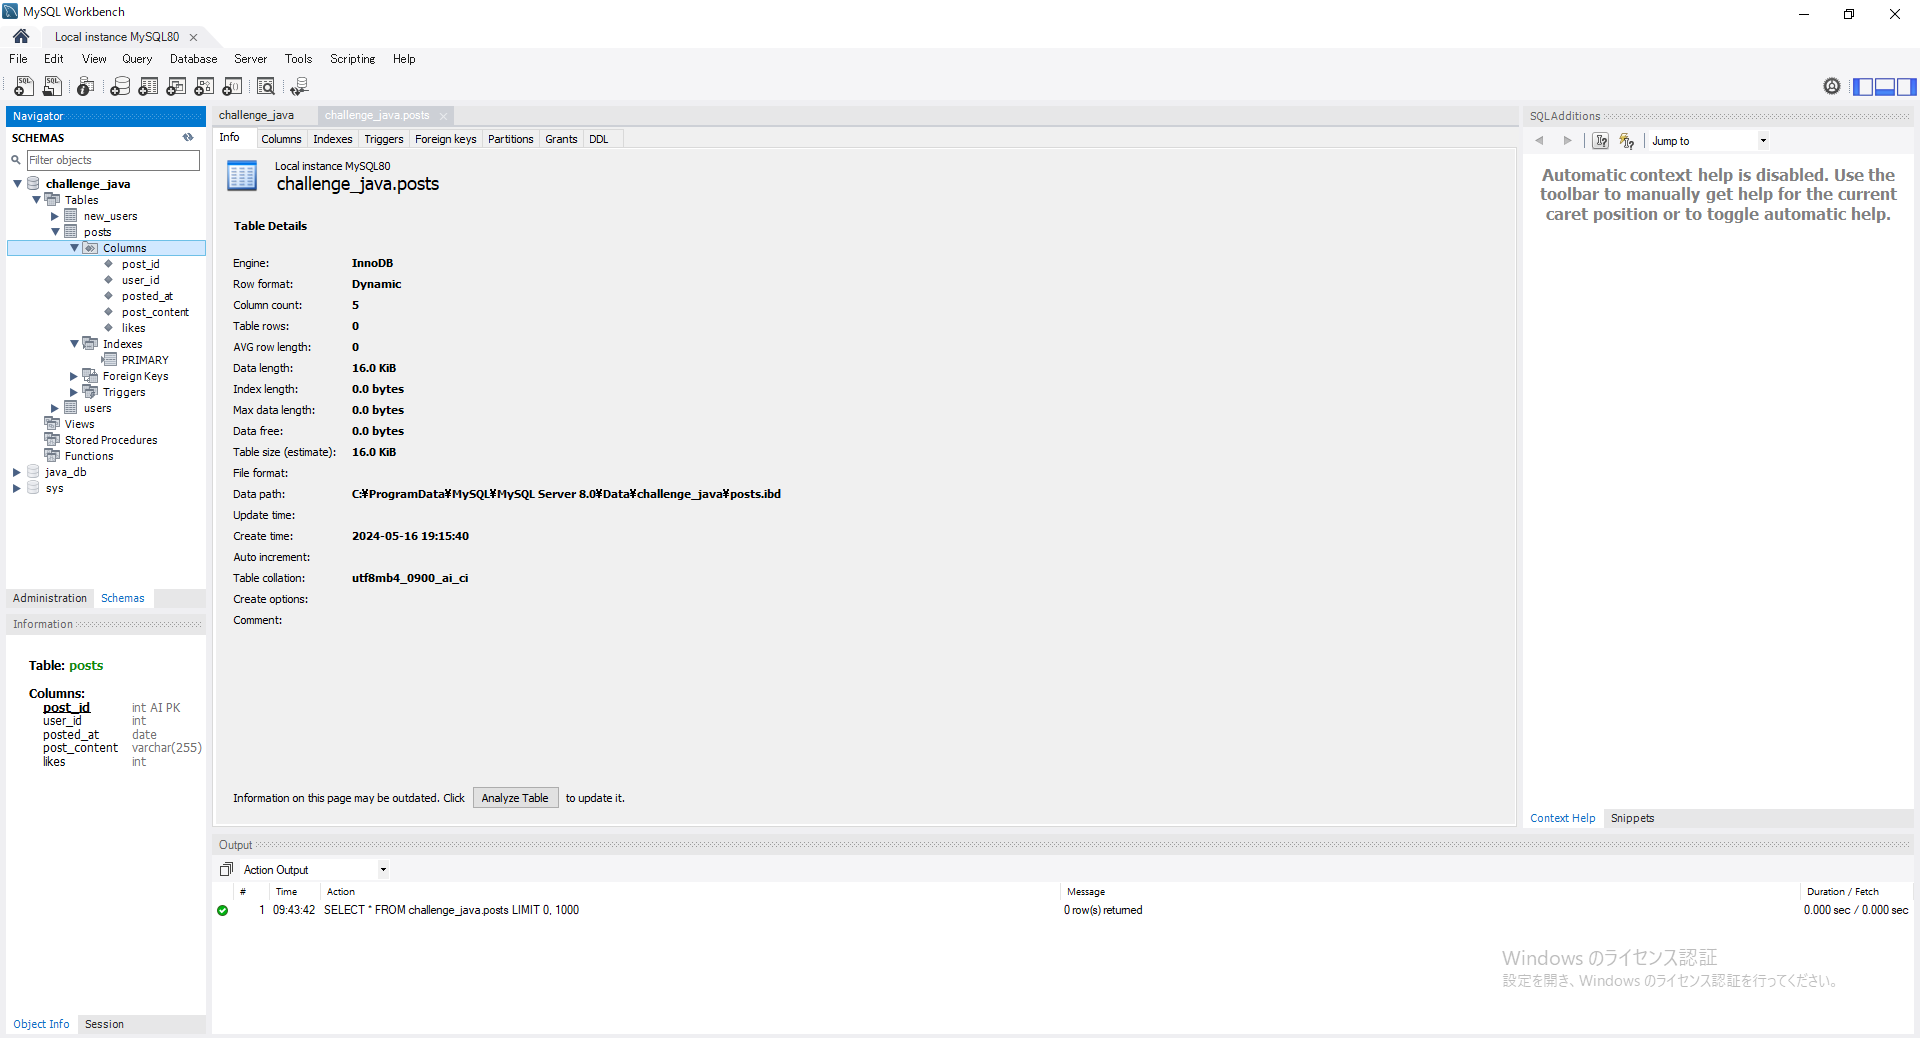 MySQL Workbench
Local instance MySQL80
File Edit View Query Database Server Tools Scripting Help
Navigator
SCHEMAS
Filter objects
challenge_java
Tables
new_users
posts
Columns
post_id
user_id
posted_at
post_content
likes
Indexes
PRIMARY
Foreign Keys
Triggers
users
Views
Stored Procedures
Functions
java_db
sys
Administration Schemas
Information
Table: posts
Columns:
post_id int AI PK
user_id int
posted_at date
post_content varchar(255)
likes int
Object Info Session
challenge_java challenge_java.posts
Info Columns Indexes Triggers Foreign keys Partitions Grants DDL
Local instance MySQL80
challenge_java.posts
Table Details
Engine: InnoDB
Row format: Dynamic
Column count: 5
Table rows: 0
AVG row length: 0
Data length: 16.0 KiB
Index length: 0.0 bytes
Max data length: 0.0 bytes
Data free: 0.0 bytes
Table size (estimate): 16.0 KiB
File format:
Data path: C:¥ProgramData¥MySQL¥MySQL Server 8.0¥Data¥challenge_java¥posts.ibd
Update time:
Create time: 2024-05-16 19:15:40
Auto increment:
Table collation: utf8mb4_0900_ai_ci
Create options:
Comment:
Information on this page may be outdated. Click Analyze Table to update it.
SQLAdditions
Jump to
Automatic context help is disabled. Use the
toolbar to manually get help for the current
caret position or to toggle automatic help.
Context Help Snippets
Output
Action Output
# Time Action Message Duration / Fetch
1 09:43:42 SELECT * FROM challenge_java.posts LIMIT 0, 1000 0 row(s) returned 0.000 sec / 0.000 sec
Windows のライセンス認証
設定を開き、Windows のライセンス認証を行ってください。